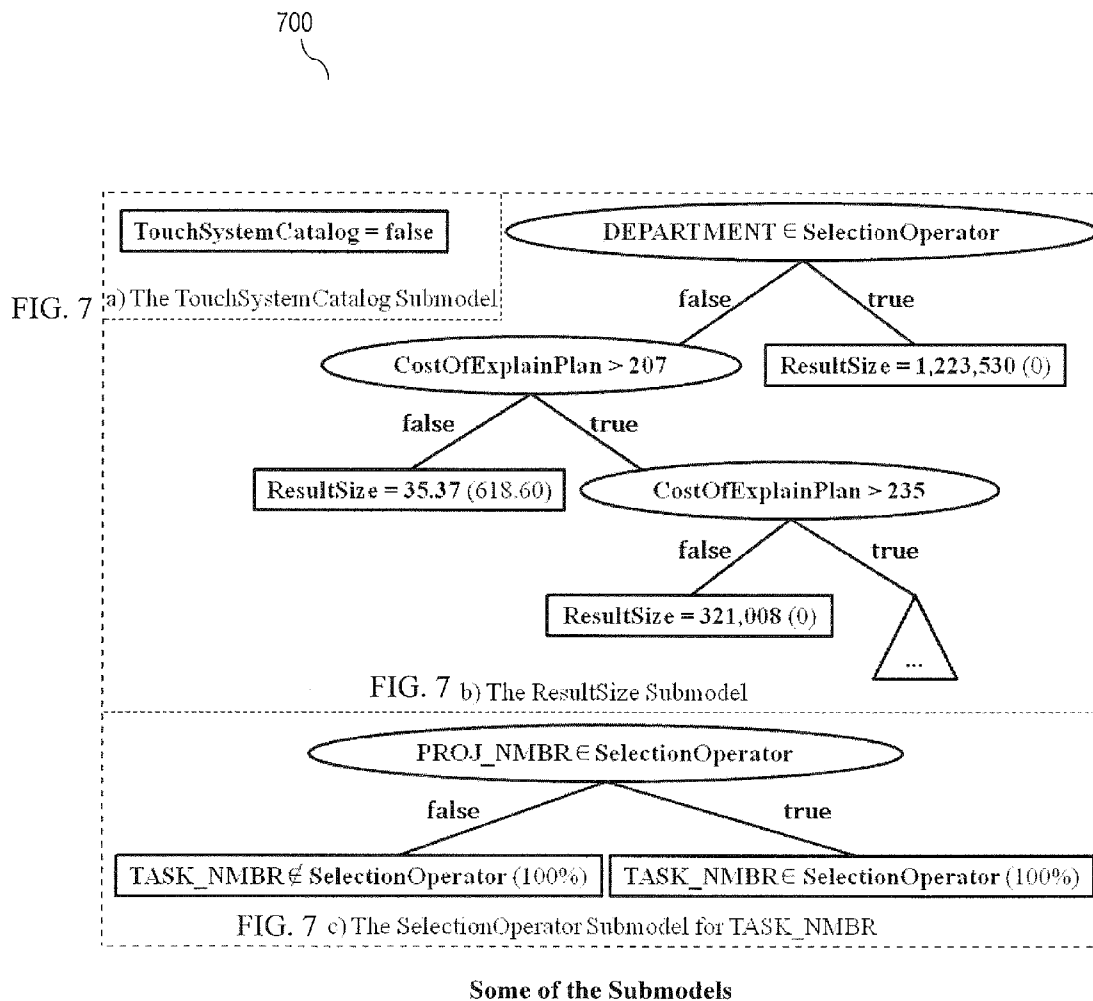 700
TouchSystemCatalog = false
DEPARTMENT ∈ SelectionOperator
FIG. 7 a) The TouchSystemCatalog Submodel
false true
CostOfExplainPlan > 207
ResultSize = 1,223,530 (0)
false true
ResultSize = 35.37 (618.60)
CostOfExplainPlan > 235
false true
ResultSize = 321,008 (0)
...
FIG. 7 b) The ResultSize Submodel
PROJ_NMBR ∈ SelectionOperator
false true
TASK_NMBR ∉ SelectionOperator (100%)
TASK_NMBR ∈ SelectionOperator (100%)
FIG. 7 c) The SelectionOperator Submodel for TASK_NMBR
Some of the Submodels